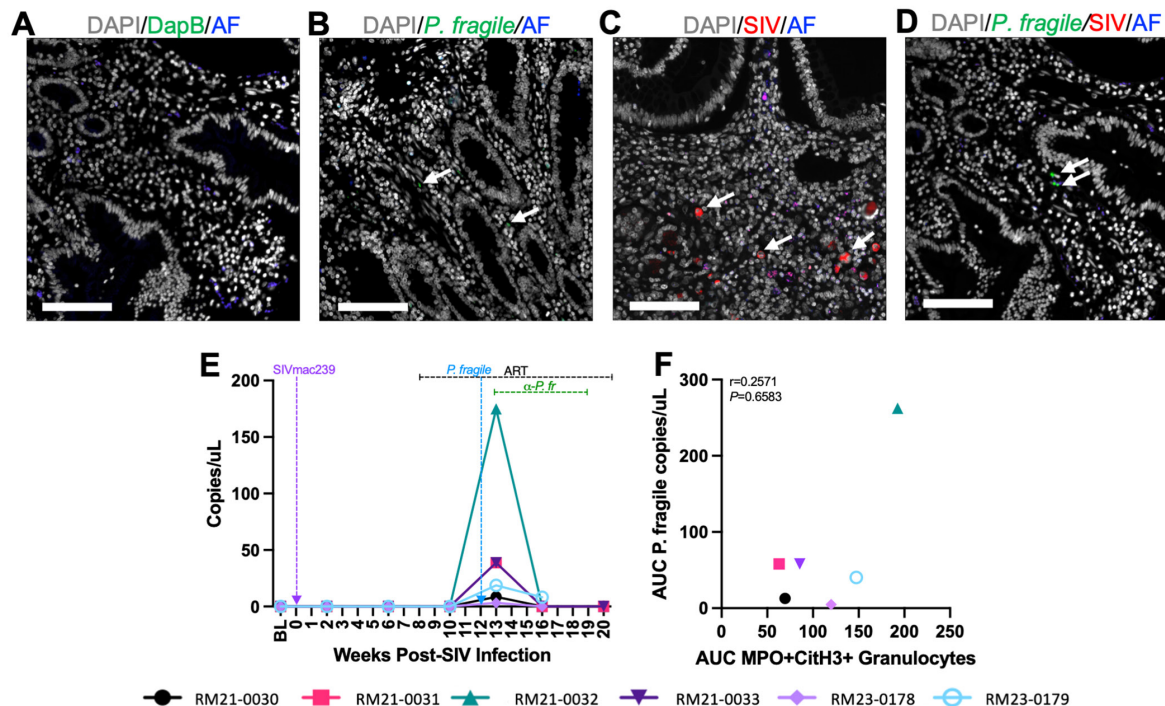 A DAPI/DapB/AF
B DAPI/P. fragile/AF
C DAPI/SIV/AF
D DAPI/P. fragile/SIV/AF
E
SIVmac239
P. fragile
ART
α-P. fr
Copies/uL
200
150
100
50
0
BL 0 1 2 3 4 5 6 7 8 9 10 11 12 13 14 15 16 17 18 19 20
Weeks Post-SIV Infection
F
r=0.2571
P=0.6583
AUC P. fragile copies/uL
300
200
100
0
0 50 100 150 200 250
AUC MPO+CitH3+ Granulocytes
RM21-0030 RM21-0031 RM21-0032 RM21-0033 RM23-0178 RM23-0179